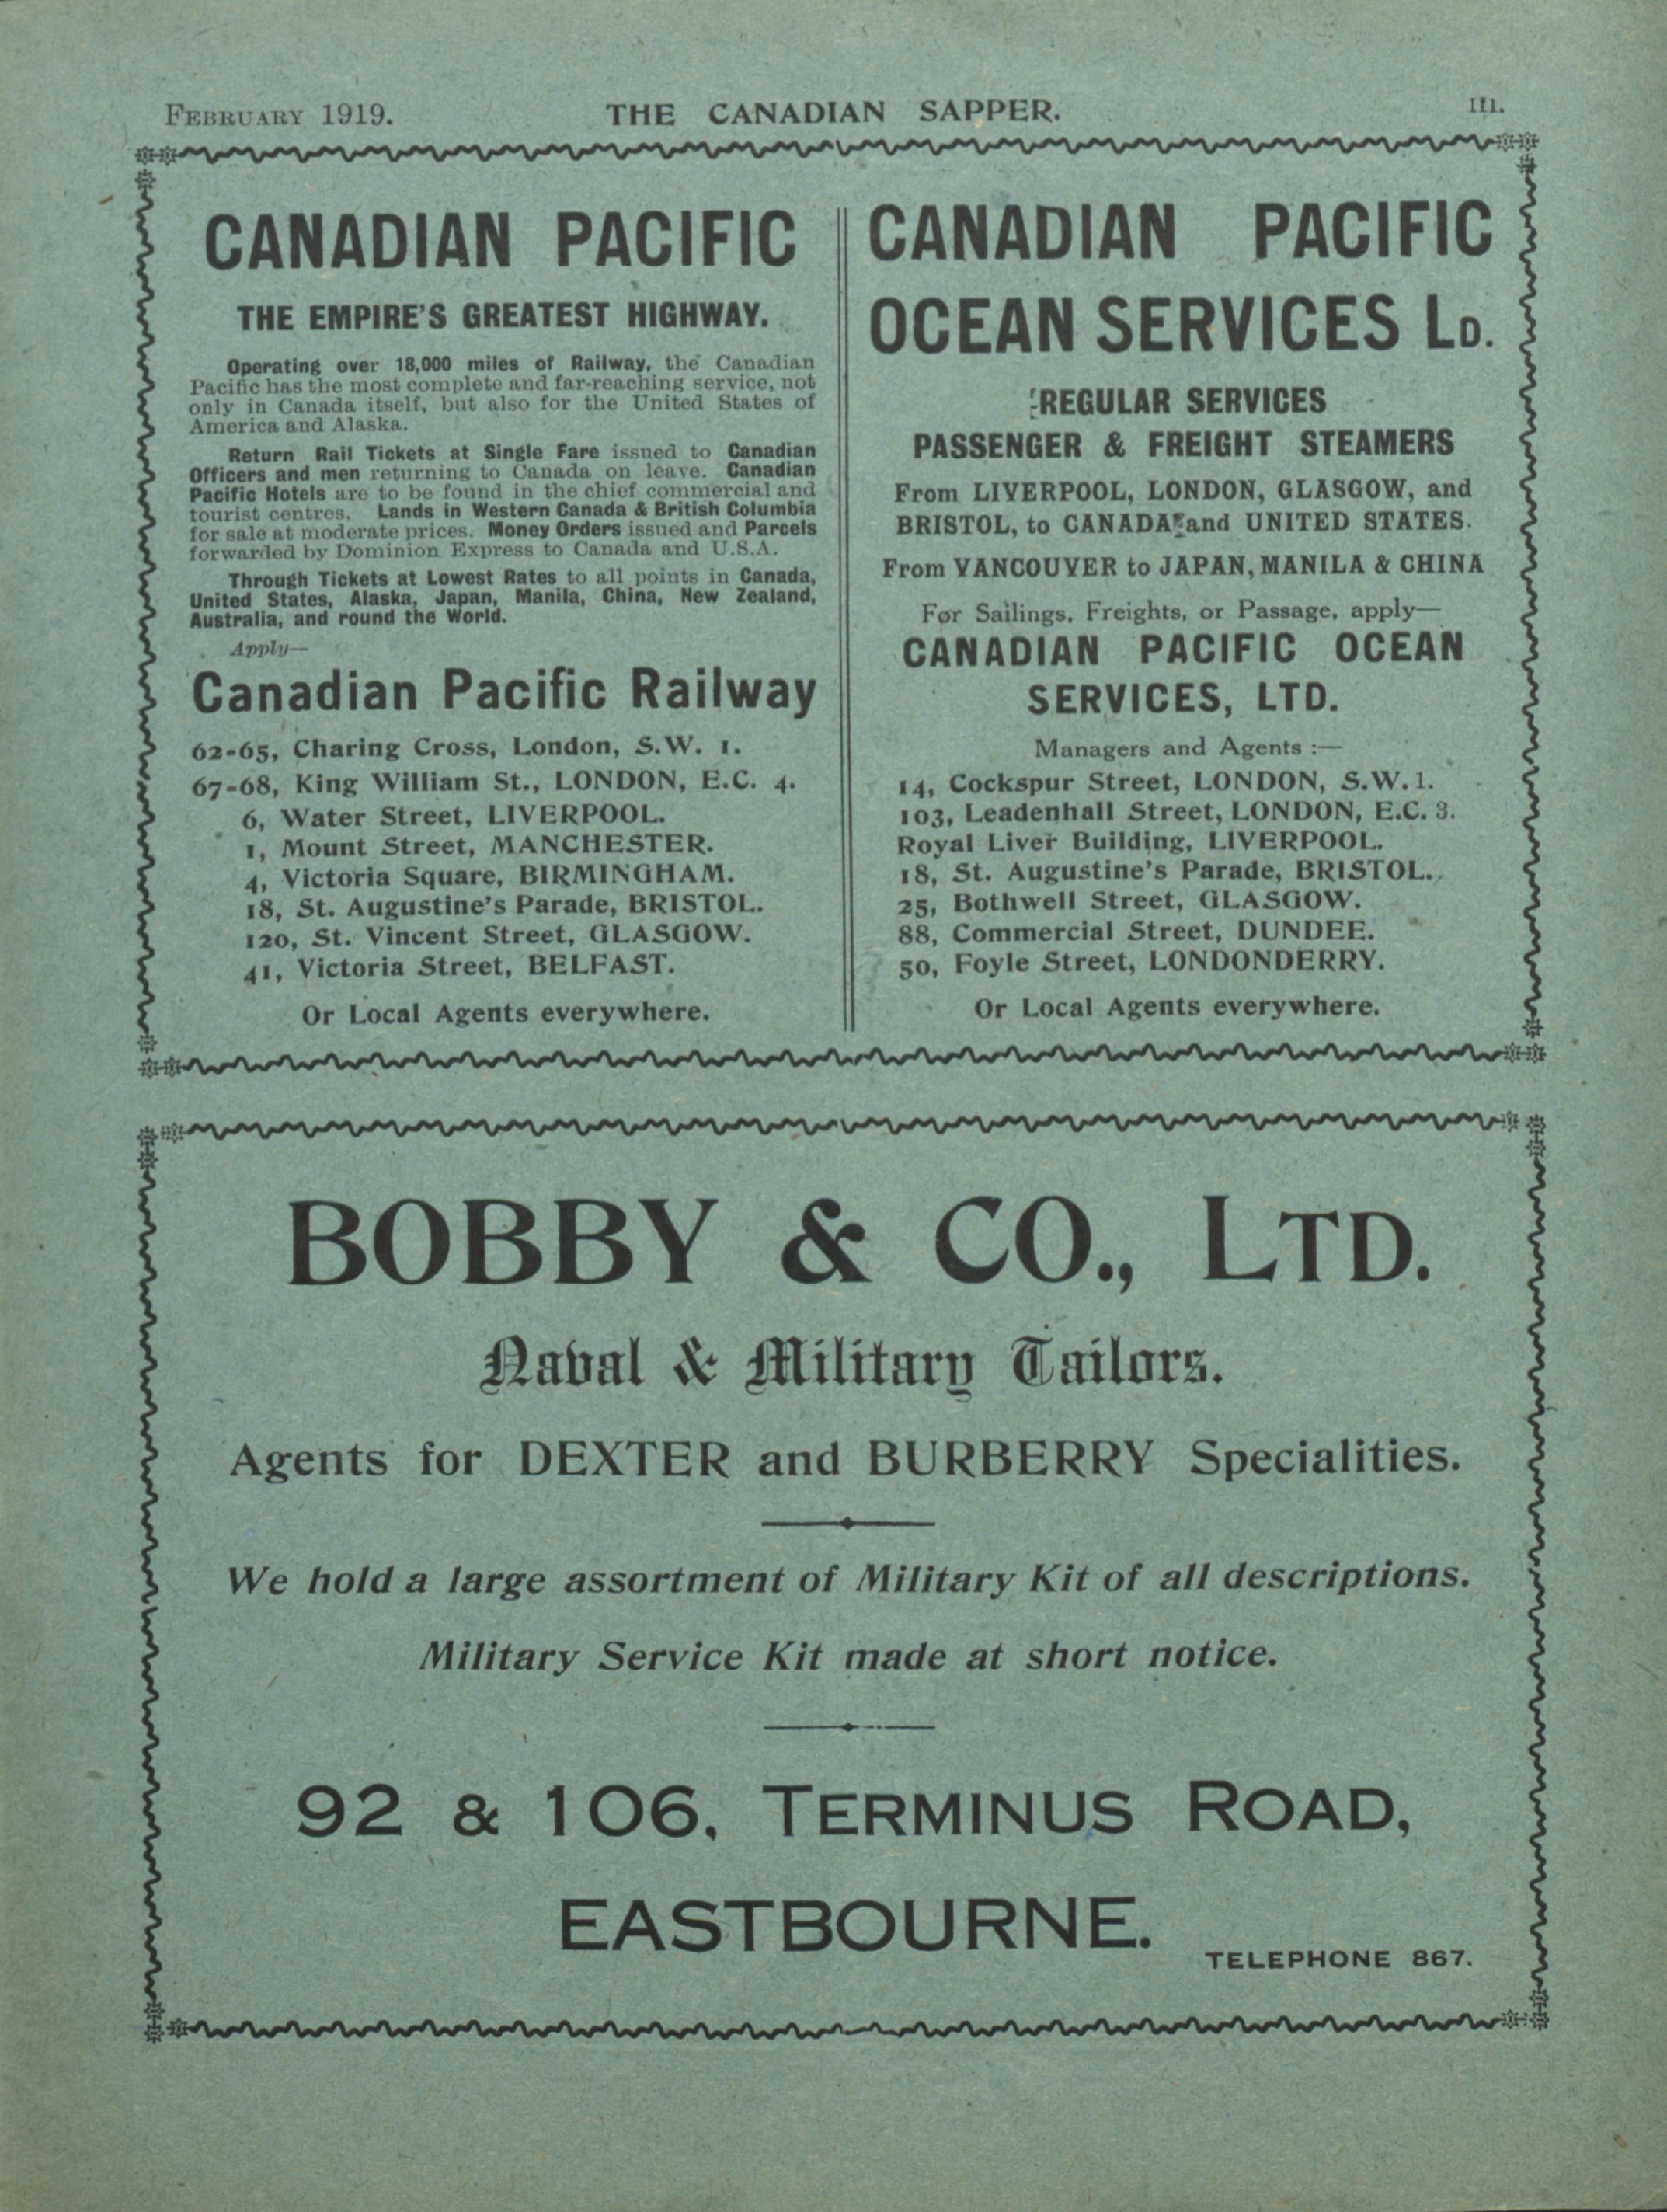 FEBRUARY 1919.
THE CANADIAN SAPPER.
III.
CANADIAN PACIFIC
THE EMPIRE'S GREATEST HIGHWAY.
Operating over 18,000 miles of Railway, the Canadian
Pacific has the most complete and far-reaching service, not
only in Canada itself, but also for the United States of
America and Alaska.
Return Rail Tickets at Single Fare issued to Canadian
Officers and men returning to Canada on leave. Canadian
Pacific Hotels are to be found in the chief commercial and
tourist centres. Lands in Western Canada & British Columbia
for sale at moderate prices. Money Orders issued and Parcels
forwarded by Dominion Express to Canada and U.S.A.
Through Tickets at Lowest Rates to all points in Canada,
United States, Alaska, Japan, Manila, China, New Zealand,
Australia, and round the World.
Apply—
Canadian Pacific Railway
62-65, Charing Cross, London, S.W. 1.
67-68, King William St., LONDON, E.C. 4.
6, Water Street, LIVERPOOL.
1, Mount Street, MANCHESTER.
4, Victoria Square, BIRMINGHAM.
18, St. Augustine's Parade, BRISTOL.
120, St. Vincent Street, GLASGOW.
41, Victoria Street, BELFAST.
Or Local Agents everywhere.
CANADIAN PACIFIC
OCEAN SERVICES LD.
REGULAR SERVICES
PASSENGER & FREIGHT STEAMERS
From LIVERPOOL, LONDON, GLASGOW, and
BRISTOL, to CANADA and UNITED STATES.
From VANCOUVER to JAPAN, MANILA & CHINA
For Sailings, Freights, or Passage, apply—
CANADIAN PACIFIC OCEAN
SERVICES, LTD.
Managers and Agents :—
14, Cockspur Street, LONDON, S.W.1.
103, Leadenhall Street, LONDON, E.C. 3.
Royal Liver Building, LIVERPOOL.
18, St. Augustine's Parade, BRISTOL.
25, Bothwell Street, GLASGOW.
88, Commercial Street, DUNDEE.
50, Foyle Street, LONDONDERRY.
Or Local Agents everywhere.
BOBBY & CO., LTD.
Naval & Military Tailors.
Agents for DEXTER and BURBERRY Specialities.
We hold a large assortment of Military Kit of all descriptions.
Military Service Kit made at short notice.
92 & 106, TERMINUS ROAD,
EASTBOURNE.
TELEPHONE 867.